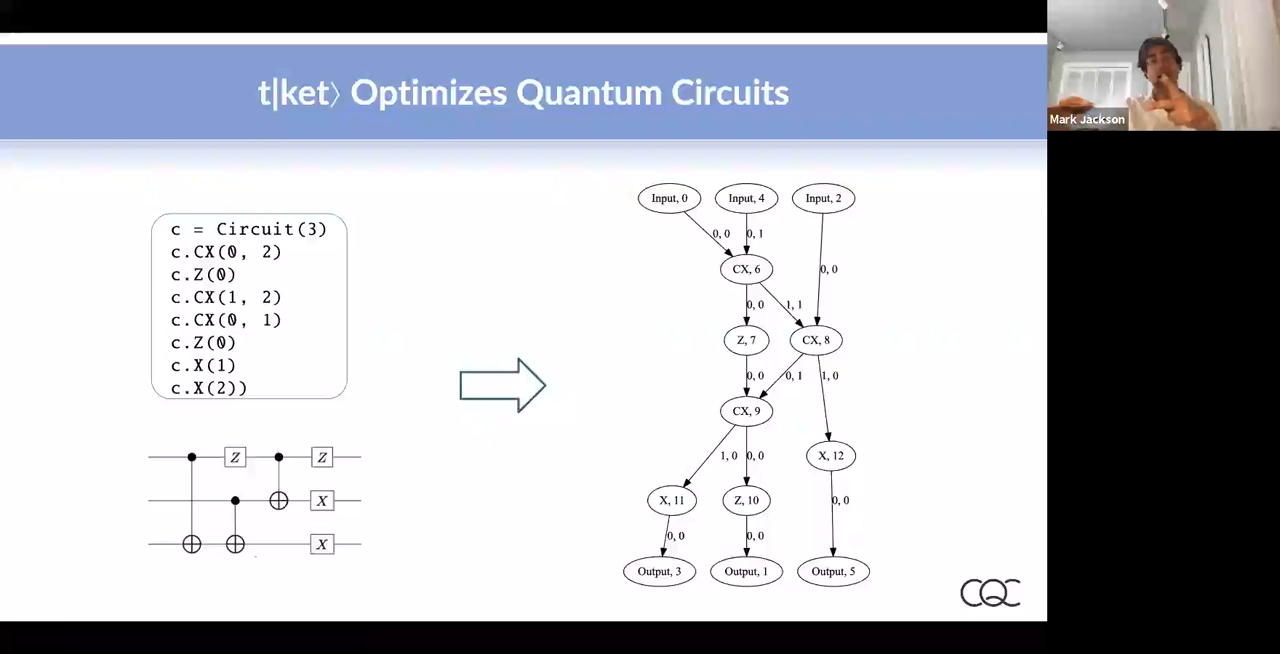 t|ket⟩ Optimizes Quantum Circuits
Mark Jackson
c = Circuit(3)
c.CX(0, 2)
c.Z(0)
c.CX(1, 2)
c.CX(0, 1)
c.Z(0)
c.X(1)
c.X(2))
Z Z
X
X
Input, 0 Input, 4 Input, 2
0, 0 0, 1
CX, 6 0, 0
0, 0 1, 1
Z, 7 CX, 8
0, 0 0, 1 1, 0
CX, 9
1, 0 0, 0 X, 12
X, 11 Z, 10 0, 0
0, 0 0, 0
Output, 3 Output, 1 Output, 5
CQC